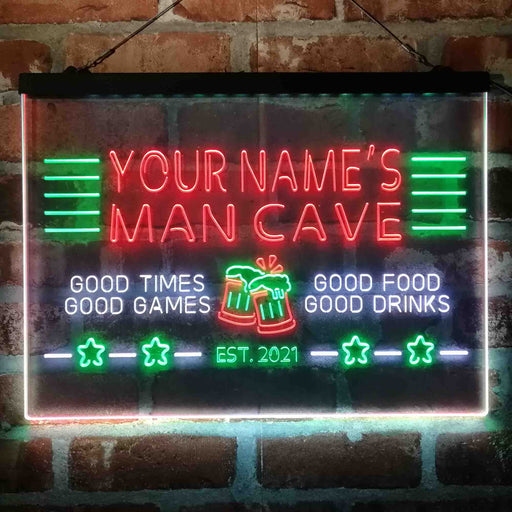 YOUR NAME'S
MAN CAVE
GOOD TIMES
GOOD GAMES
GOOD FOOD
GOOD DRINKS
EST. 2021